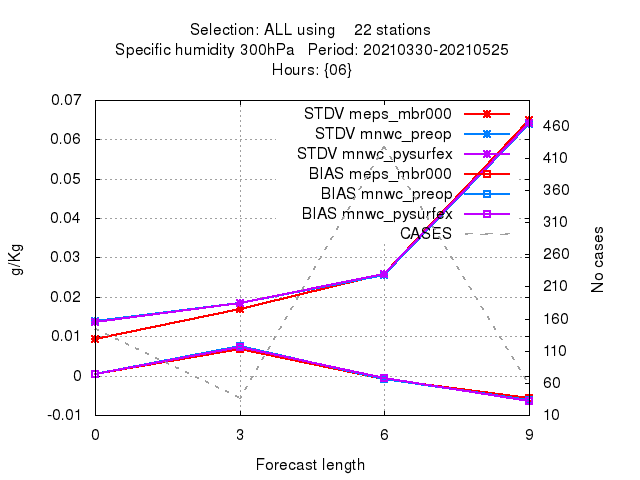 Selection: ALL using    22 stations
Specific humidity 300hPa   Period: 20210330-20210525
Hours: {06}
STDV meps_mbr000
STDV mnwc_preop
STDV mnwc_pysurfex
BIAS meps_mbr000
BIAS mnwc_preop
BIAS mnwc_pysurfex
CASES
0.07
0.06
0.05
0.04
0.03
0.02
0.01
0
-0.01
g/Kg
460
410
360
310
260
210
160
110
60
10
No cases
0 3 6 9
Forecast length